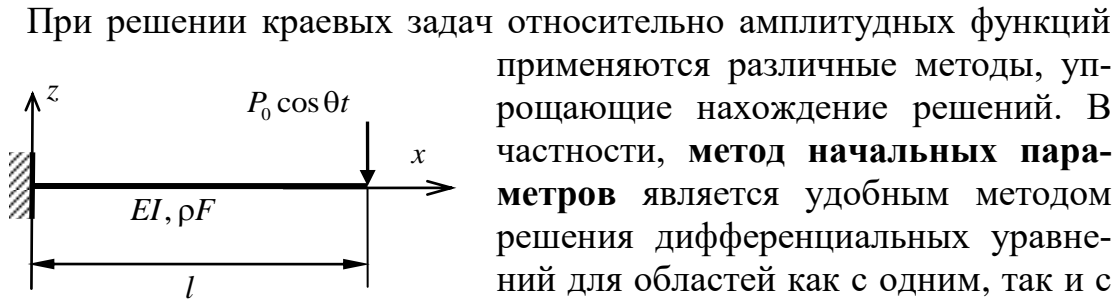 При решении краевых задач относительно амплитудных функций
применяются различные методы, уп-
рощающие нахождение решений. В
частности, метод начальных пара-
метров является удобным методом
решения дифференциальных уравне-
ний для областей как с одним, так и с
z
P₀ cos θt
x
EI, ρF
l